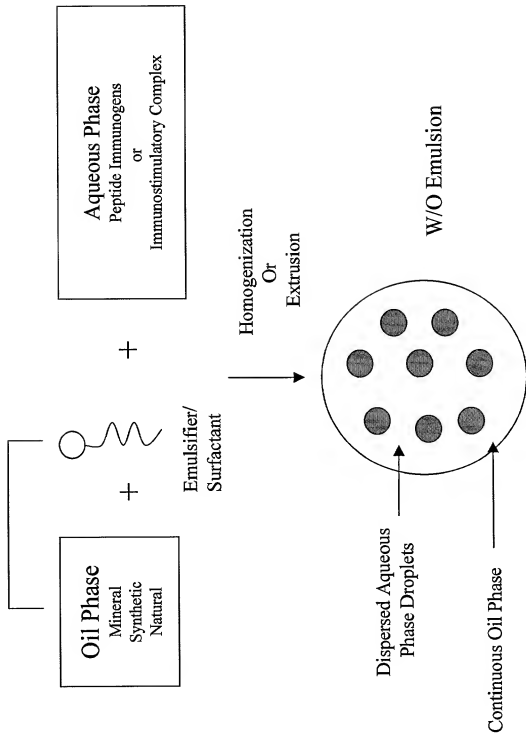 Oil Phase
Mineral
Synthetic
Natural
+
Emulsifier/
Surfactant
+
Aqueous Phase
Peptide Immunogens
or
Immunostimulatory Complex
Homogenization
Or
Extrusion
Dispersed Aqueous
Phase Droplets
Continuous Oil Phase
W/O Emulsion